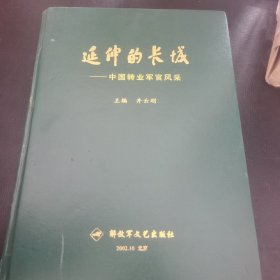 延伸的长城
——中国转业军官风采
主编 齐云刚
解放军文艺出版社
2002.10 北京